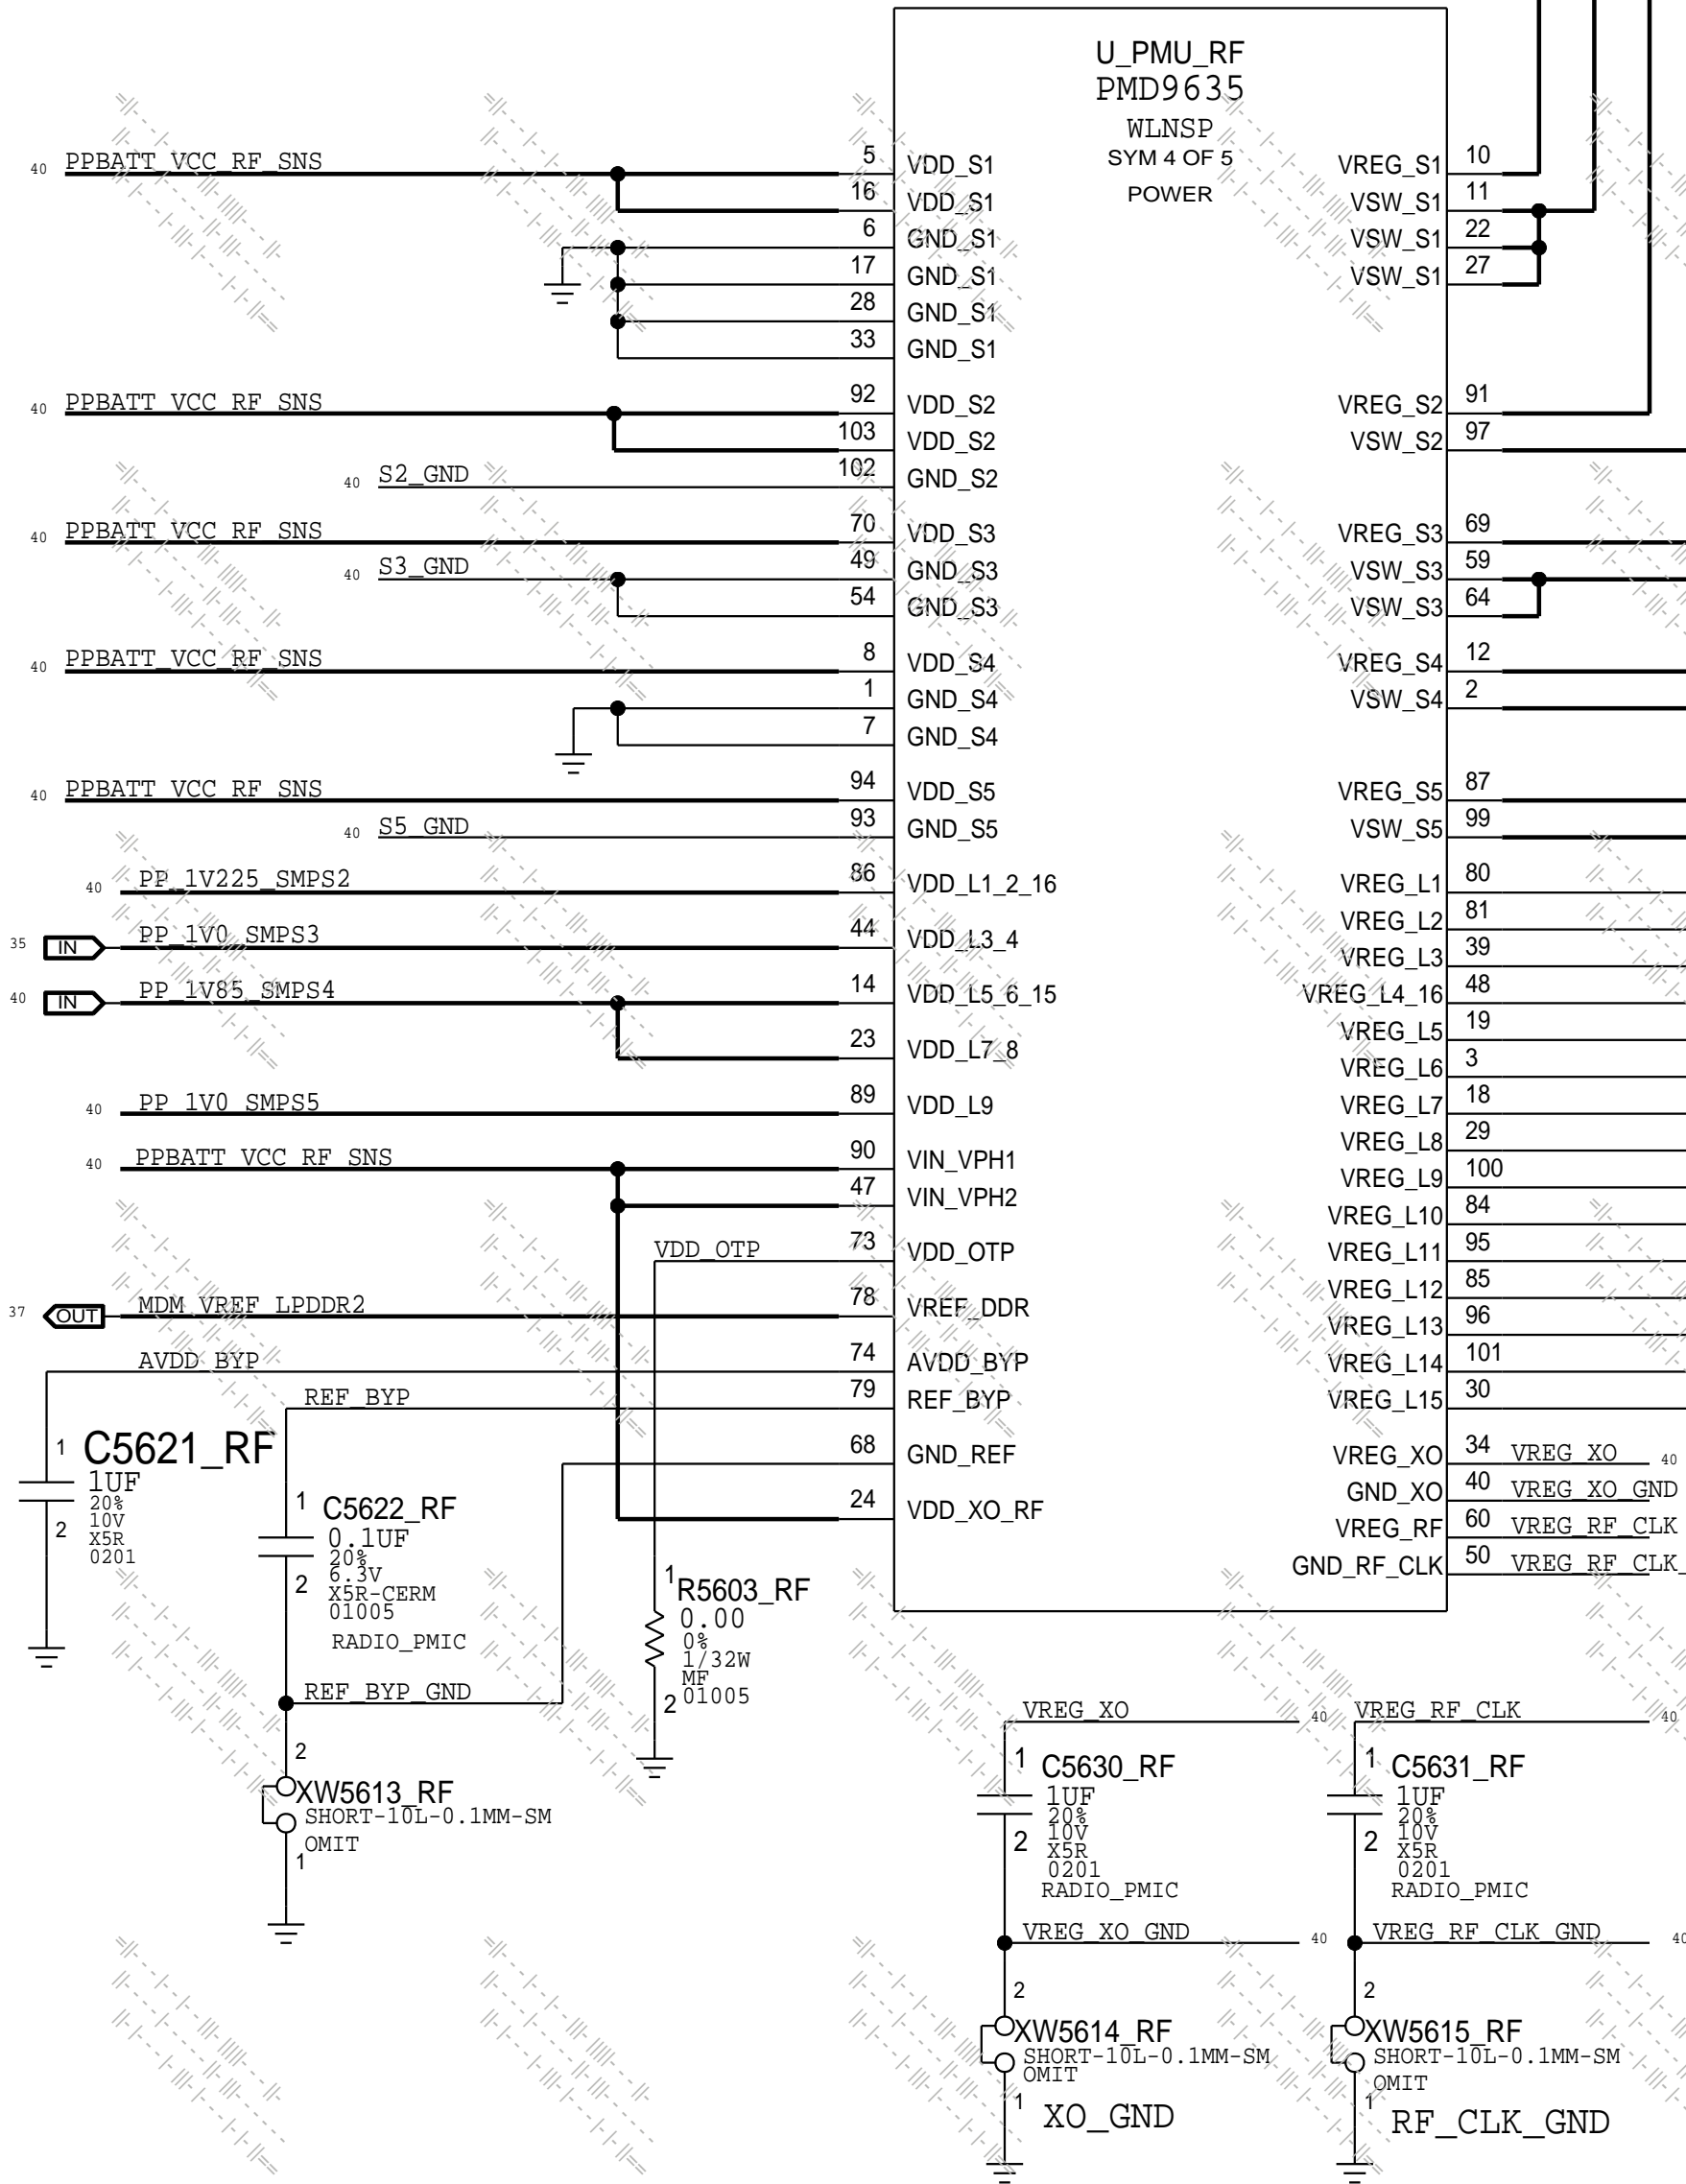 U_PMU_RF
PMD9635
WLNSP
SYM 4 OF 5
POWER
40 PPBATT_VCC_RF_SNS 5 VDD_S1 VREG_S1 10
16 VDD_S1 VSW_S1 11
6 GND_S1 VSW_S1 22
17 GND_S1 VSW_S1 27
28 GND_S1
33 GND_S1
40 PPBATT_VCC_RF_SNS 92 VDD_S2 VREG_S2 91
103 VDD_S2 VSW_S2 97
40 S2_GND 102 GND_S2
40 PPBATT_VCC_RF_SNS 70 VDD_S3 VREG_S3 69
40 S3_GND 49 GND_S3 VSW_S3 59
54 GND_S3 VSW_S3 64
40 PPBATT_VCC_RF_SNS 8 VDD_S4 VREG_S4 12
1 GND_S4 VSW_S4 2
7 GND_S4
40 PPBATT_VCC_RF_SNS 94 VDD_S5 VREG_S5 87
40 S5_GND 93 GND_S5 VSW_S5 99
40 PP_1V225_SMPS2 86 VDD_L1_2_16 VREG_L1 80
VREG_L2 81
35 IN PP_1V0_SMPS3 44 VDD_L3_4 VREG_L3 39
40 IN PP_1V85_SMPS4 14 VDD_L5_6_15 VREG_L4_16 48
VREG_L5 19
23 VDD_L7_8 VREG_L6 3
40 PP_1V0_SMPS5 89 VDD_L9 VREG_L7 18
VREG_L8 29
40 PPBATT_VCC_RF_SNS 90 VIN_VPH1 VREG_L9 100
47 VIN_VPH2 VREG_L10 84
VDD_OTP 73 VDD_OTP VREG_L11 95
VREG_L12 85
37 OUT MDM_VREF_LPDDR2 78 VREF_DDR VREG_L13 96
AVDD_BYP 74 AVDD_BYP VREG_L14 101
REF_BYP 79 REF_BYP VREG_L15 30
68 GND_REF VREG_XO 34 VREG_XO 40
GND_XO 40 VREG_XO_GND
24 VDD_XO_RF VREG_RF 60 VREG_RF_CLK
GND_RF_CLK 50 VREG_RF_CLK_
1 C5621_RF
1UF
20%
10V
2 X5R
0201
1 C5622_RF
0.1UF
20%
6.3V
2 X5R-CERM
01005
RADIO_PMIC
1 R5603_RF
0.00
0%
1/32W
MF
2 01005
REF_BYP_GND
2
XW5613_RF
SHORT-10L-0.1MM-SM
OMIT
1
VREG_XO 40
1 C5630_RF
1UF
20%
10V
2 X5R
0201
RADIO_PMIC
VREG_XO_GND 40
2
XW5614_RF
SHORT-10L-0.1MM-SM
OMIT
1
XO_GND
VREG_RF_CLK 40
1 C5631_RF
1UF
20%
10V
2 X5R
0201
RADIO_PMIC
VREG_RF_CLK_GND 40
2
XW5615_RF
SHORT-10L-0.1MM-SM
OMIT
1
RF_CLK_GND